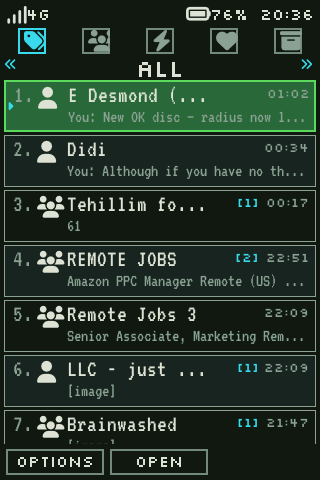 4G 76% 20:36
« »
ALL
1. E Desmond (... 01:02
You: New OK disc - radius now l...
2. Didi 00:34
You: Although if you have no th...
3. Tehillim fo... [1] 00:17
61
4. REMOTE JOBS [2] 22:51
Amazon PPC Manager Remote (US) ...
5. Remote Jobs 3 22:09
Senior Associate, Marketing Rem...
6. LLC - just ... [1] 22:09
[image]
7. Brainwashed [1] 21:47
OPTIONS OPEN